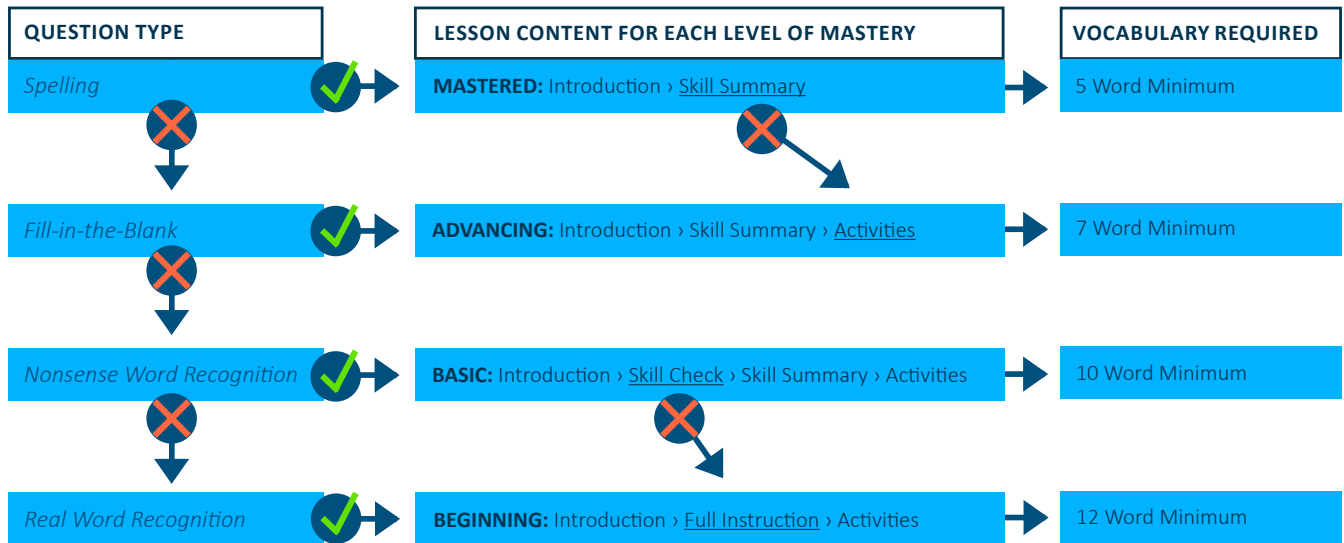 QUESTION TYPE
LESSON CONTENT FOR EACH LEVEL OF MASTERY
VOCABULARY REQUIRED
Spelling
MASTERED: Introduction › Skill Summary
5 Word Minimum
Fill-in-the-Blank
ADVANCING: Introduction › Skill Summary › Activities
7 Word Minimum
Nonsense Word Recognition
BASIC: Introduction › Skill Check › Skill Summary › Activities
10 Word Minimum
Real Word Recognition
BEGINNING: Introduction › Full Instruction › Activities
12 Word Minimum